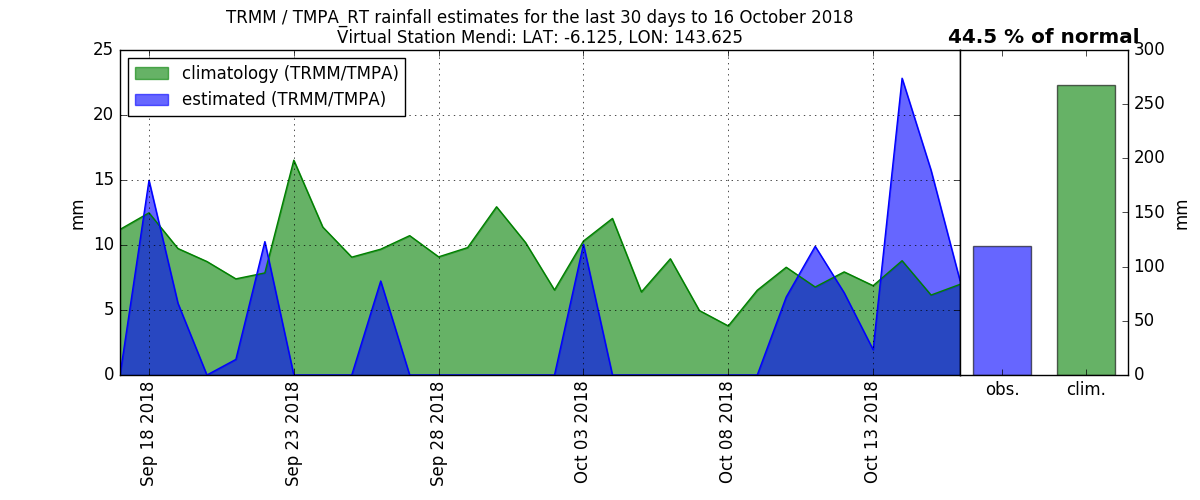 TRMM / TMPA_RT rainfall estimates for the last 30 days to 16 October 2018
Virtual Station Mendi: LAT: -6.125, LON: 143.625
44.5 % of normal
climatology (TRMM/TMPA)
estimated (TRMM/TMPA)
25
20
15
10
5
0
mm
Sep 18 2018
Sep 23 2018
Sep 28 2018
Oct 03 2018
Oct 08 2018
Oct 13 2018
300
250
200
150
100
50
0
mm
obs.
clim.